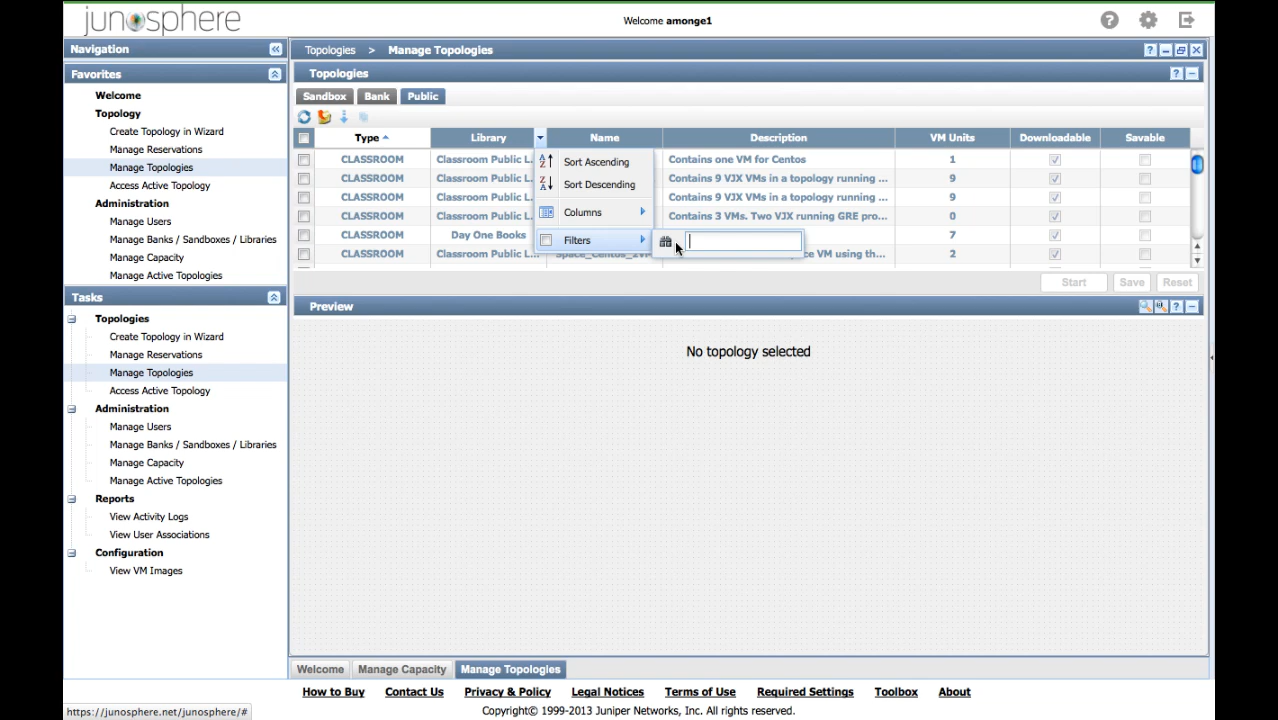 junosphere
Welcome amonge1
Navigation
Favorites
Welcome
Topology
Create Topology in Wizard
Manage Reservations
Manage Topologies
Access Active Topology
Administration
Manage Users
Manage Banks / Sandboxes / Libraries
Manage Capacity
Manage Active Topologies
Tasks
Topologies
Create Topology in Wizard
Manage Reservations
Manage Topologies
Access Active Topology
Administration
Manage Users
Manage Banks / Sandboxes / Libraries
Manage Capacity
Manage Active Topologies
Reports
View Activity Logs
View User Associations
Configuration
View VM Images
Topologies > Manage Topologies
Topologies
Sandbox Bank Public
Type Library Name Description VM Units Downloadable Savable
CLASSROOM Classroom Public L... Contains one VM for Centos 1
CLASSROOM Classroom Public L... Contains 9 VJX VMs in a topology running ... 9
CLASSROOM Classroom Public L... Contains 9 VJX VMs in a topology running ... 9
CLASSROOM Classroom Public L... Contains 3 VMs. Two VJX running GRE pro... 0
CLASSROOM Day One Books 7
CLASSROOM Classroom Public L... VM using th... 2
Sort Ascending
Sort Descending
Columns
Filters
Start Save Reset
Preview
No topology selected
Welcome Manage Capacity Manage Topologies
How to Buy Contact Us Privacy & Policy Legal Notices Terms of Use Required Settings Toolbox About
Copyright© 1999-2013 Juniper Networks, Inc. All rights reserved.
https://junosphere.net/junosphere/#